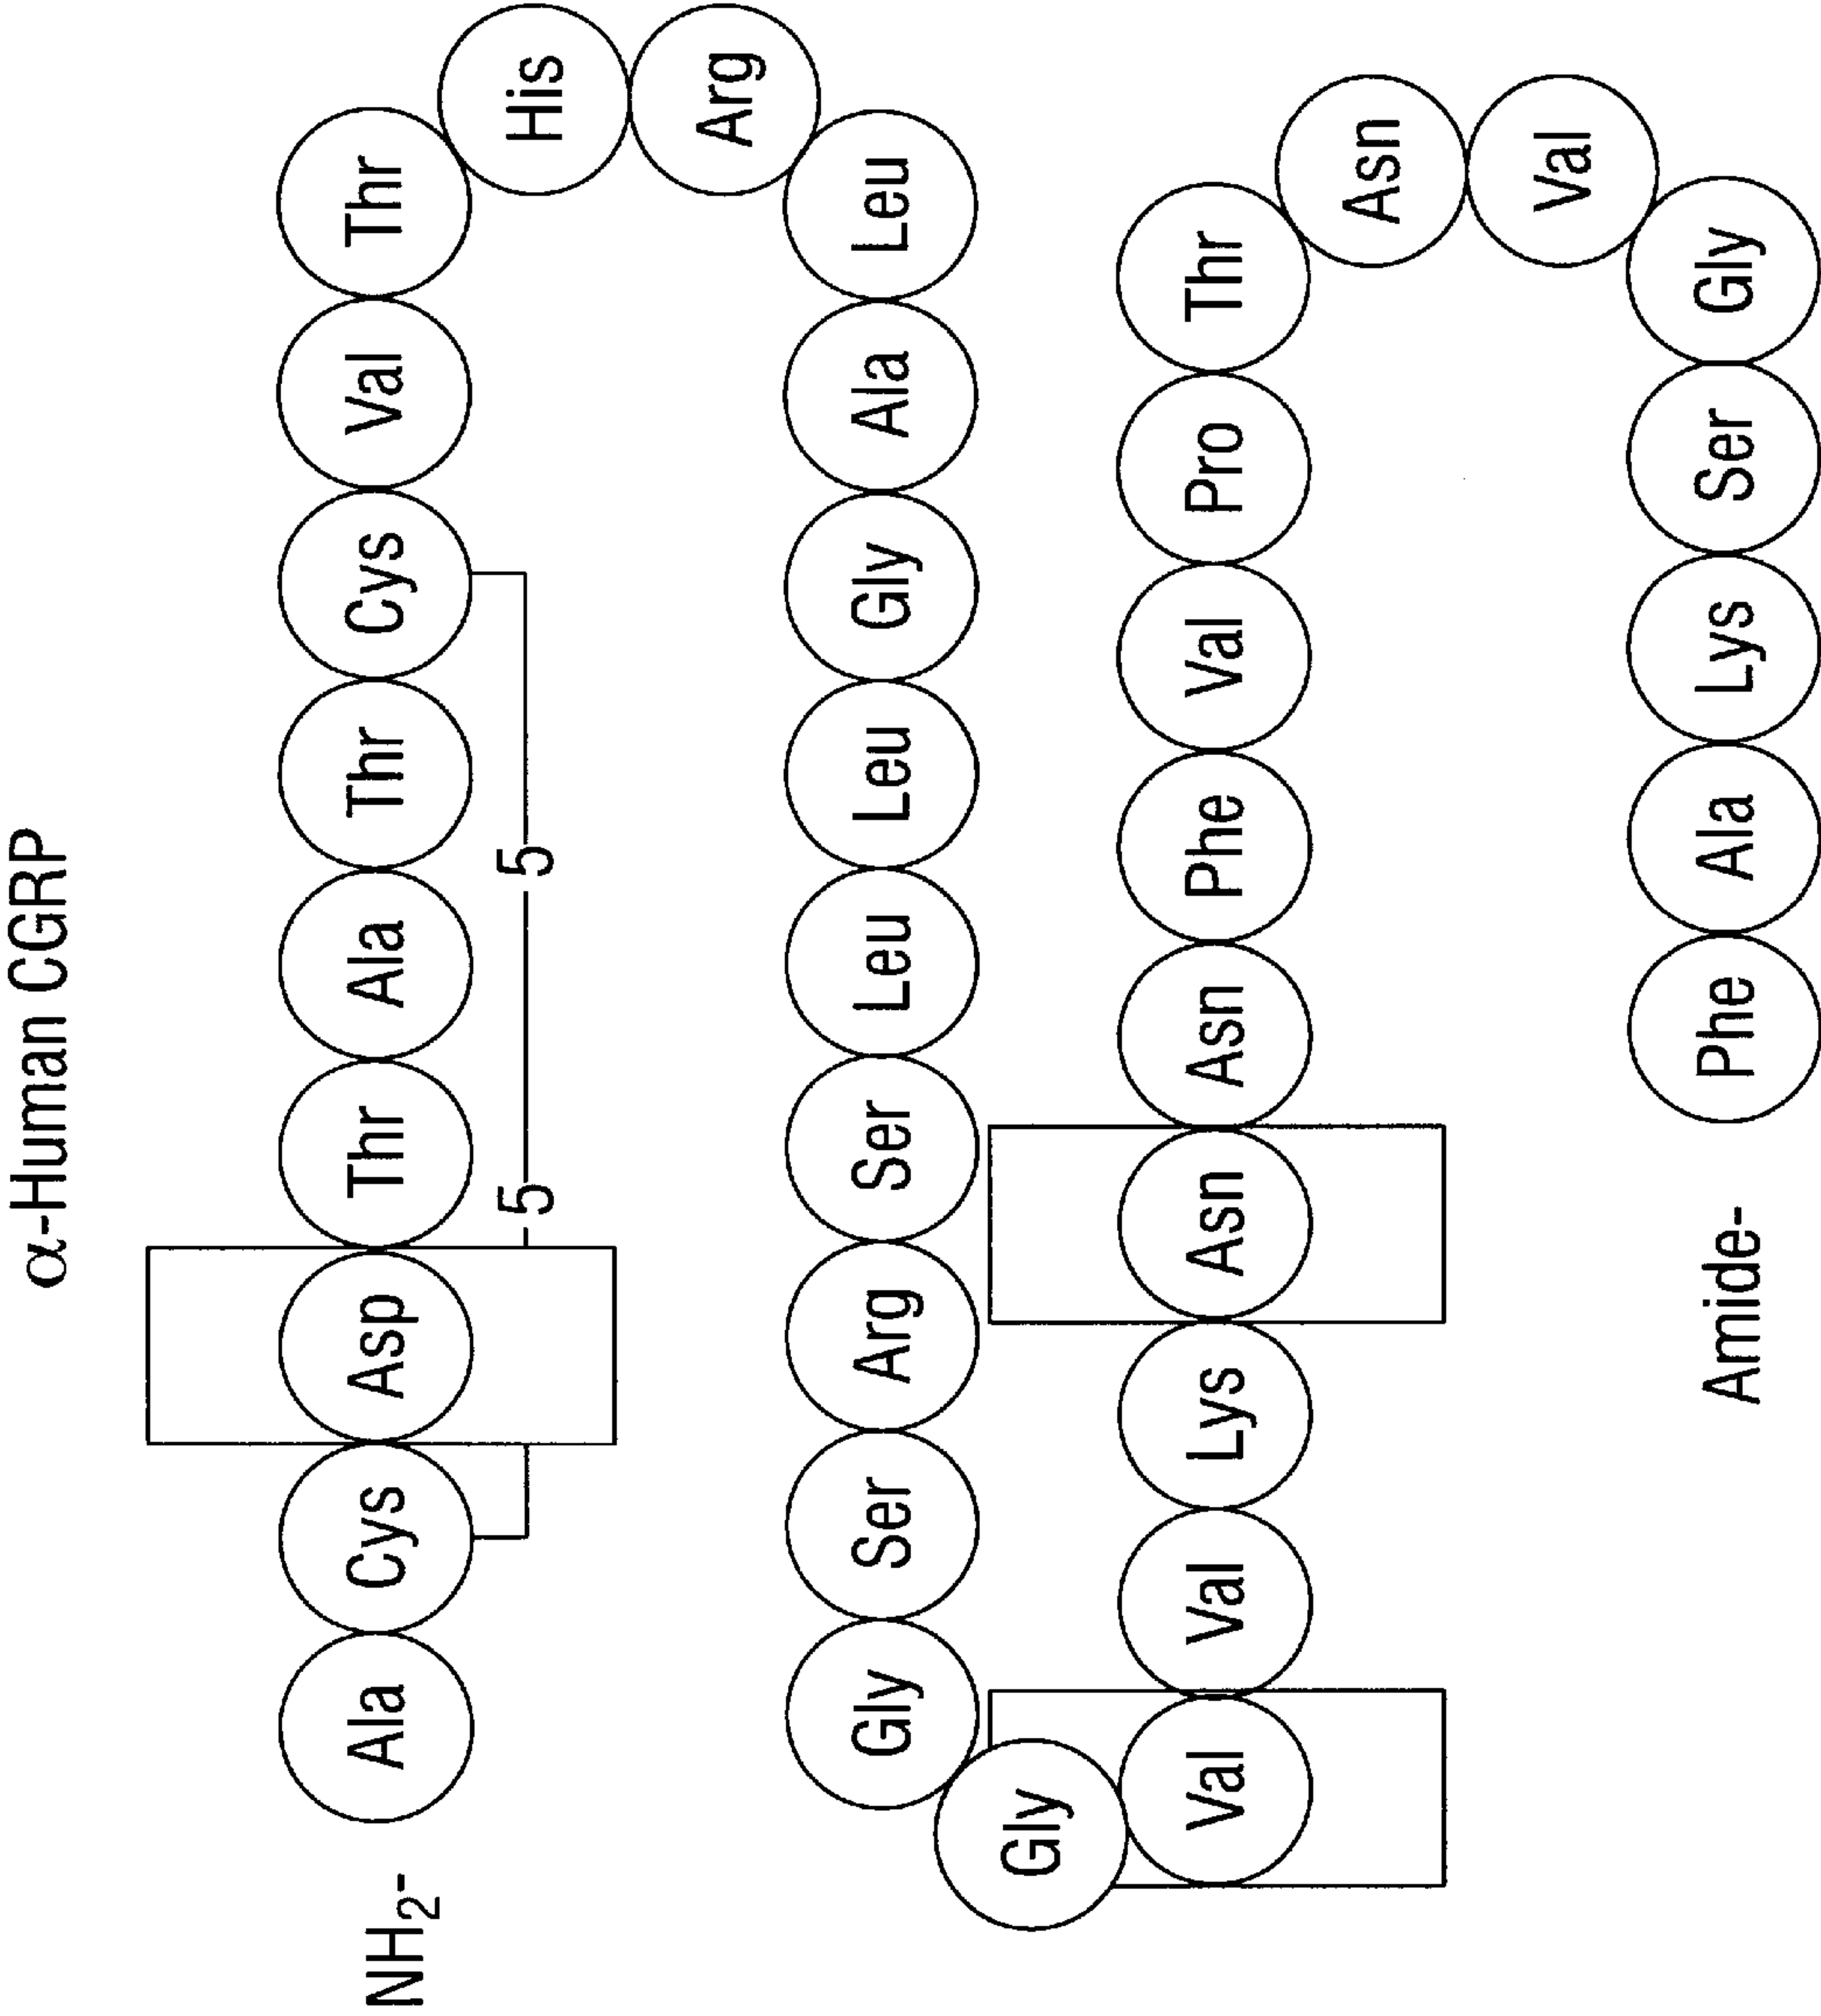 α-Human CGRP
NH₂- Ala Cys Asp Thr Ala Thr Cys Val Thr
5 5 His
Arg
Gly Ser Arg Ser Leu Leu Gly Ala Leu
Gly
Val Val Lys Asn Asn Phe Val Pro Thr
Asn
Val
Amide- Phe Ala Lys Ser Gly